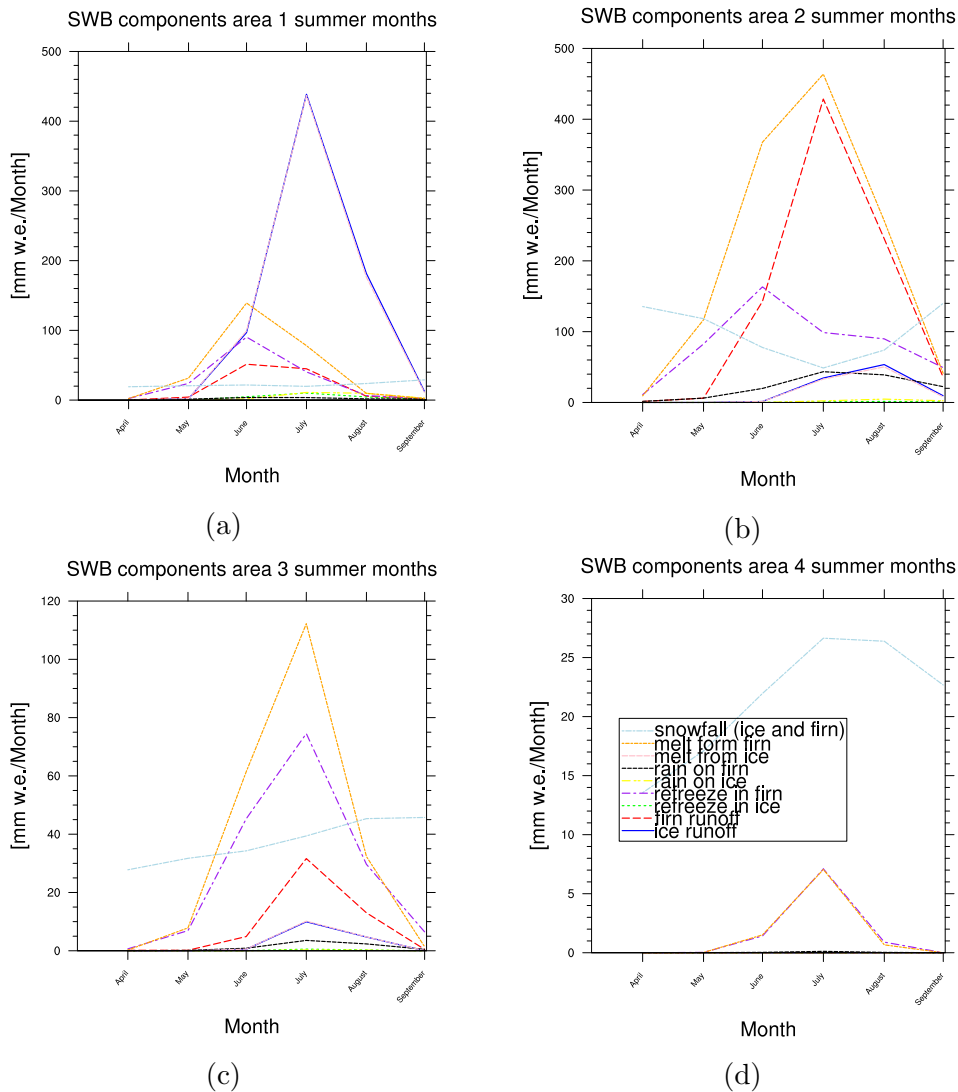 SWB components area 1 summer months
500
400
300
200
100
0
[mm w.e./Month]
April
May
June
July
August
September
Month
(a)
SWB components area 2 summer months
500
400
300
200
100
0
[mm w.e./Month]
April
May
June
July
August
September
Month
(b)
SWB components area 3 summer months
120
100
80
60
40
20
0
[mm w.e./Month]
April
May
June
July
August
September
Month
(c)
SWB components area 4 summer months
30
25
20
15
10
5
0
[mm w.e./Month]
snowfall (ice and firn)
melt form firn
melt from ice
rain on firn
rain on ice
refreeze in firn
refreeze in ice
firn runoff
ice runoff
April
May
June
July
August
September
Month
(d)